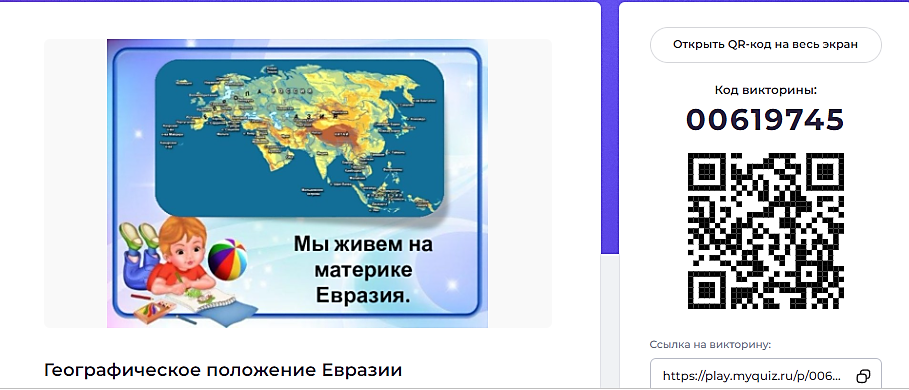 Мы живем на
материке
Евразия.
Географическое положение Евразии
Открыть QR-код на весь экран
Код викторины:
00619745
Ссылка на викторину:
https://play.myquiz.ru/p/006...